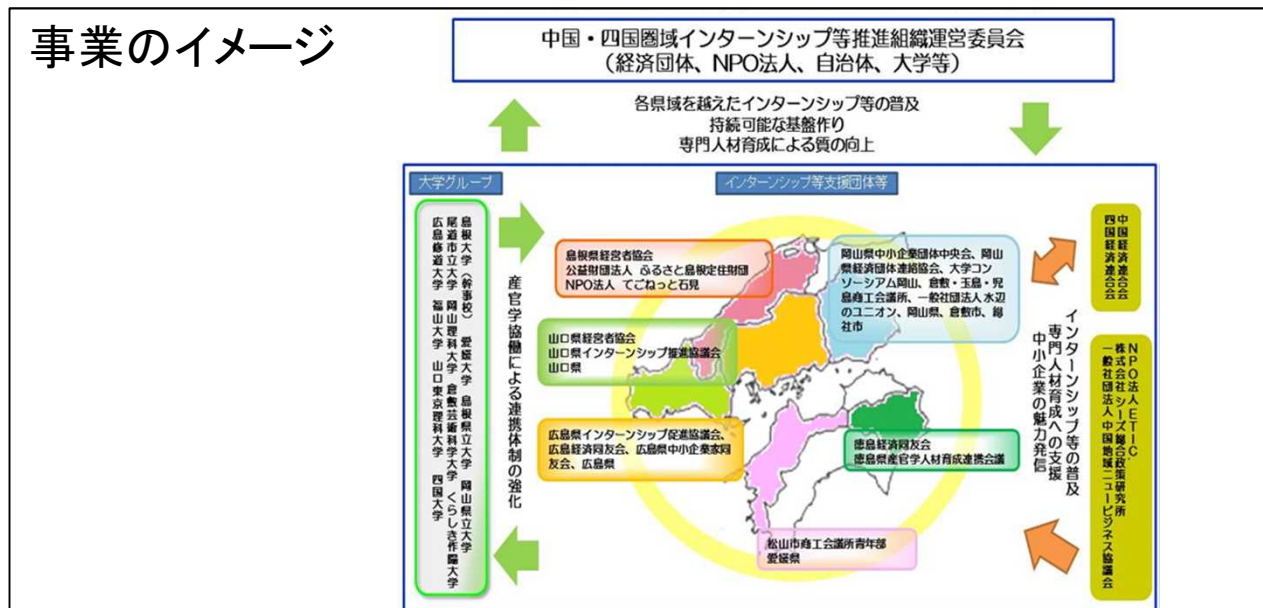 事業のイメージ
中国・四国圏域インターンシップ等推進組織運営委員会
（経済団体、NPO法人、自治体、大学等）
各県域を越えたインターンシップ等の普及
持続可能な基盤作り
専門人材育成による質の向上
大学グループ
島根大学（幹事校）　愛媛大学　島根県立大学　岡山県立大学
尾道市立大学　岡山理科大学　倉敷芸術科学大学　くらしき作陽大学
広島修道大学　福山大学　山口東京理科大学　四国大学
産官学協働による連携体制の強化
インターンシップ等支援団体等
島根県経営者協会
公益財団法人 ふるさと島根定住財団
NPO法人 てごねっと石見
岡山県中小企業団体中央会、岡山
県経済団体連絡協会、大学コン
ソーシアム岡山、倉敷・玉島・児
島商工会議所、一般社団法人 水辺
のユニオン、岡山県、倉敷市、総
社市
山口県経営者協会
山口県インターンシップ推進協議会
山口県
広島県インターンシップ促進協議会、
広島経済同友会、広島県中小企業家同
友会、広島県
徳島経済同友会
徳島県産官学人材育成連携会議
松山市商工会議所青年部
愛媛県
インターンシップ等の普及
専門人材育成への支援
中小企業の魅力発信
中国経済連合会
四国経済連合会
NPO法人ETIC.
株式会社シーズ総合政策研究所
一般社団法人中国地域ニュービジネス協議会